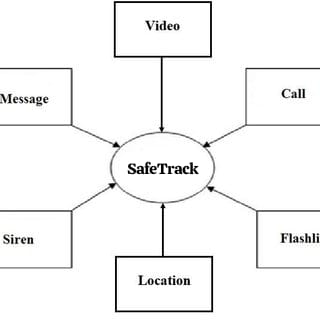 Video
Message
Call
SafeTrack
Siren
Flashli
Location